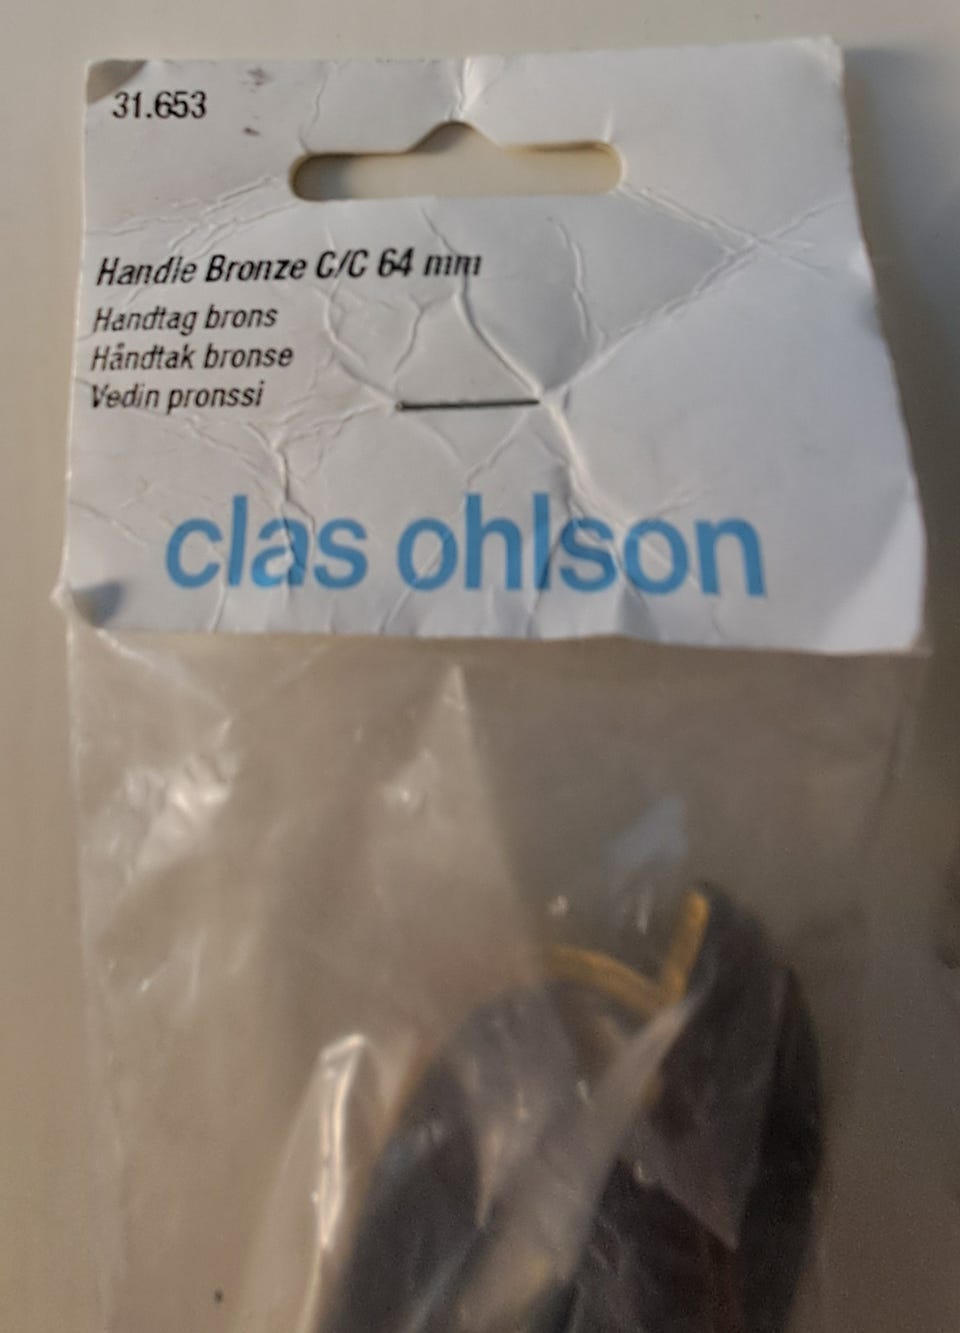 31.653
Handle Bronze C/C 64 mm
Handtag brons
Håndtak bronse
Vedin pronssi
clas ohlson